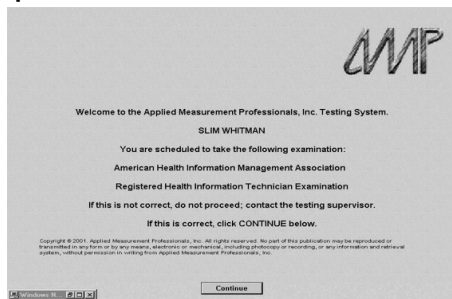 AMP
Welcome to the Applied Measurement Professionals, Inc. Testing System.
SLIM WHITMAN
You are scheduled to take the following examination:
American Health Information Management Association
Registered Health Information Technician Examination
If this is not correct, do not proceed; contact the testing supervisor.
If this is correct, click CONTINUE below.
Copyright © 2001. Applied Measurement Professionals, Inc. All rights reserved. No part of this publication may be reproduced or
transmitted in any form or by any means, electronic or mechanical, including photocopy or recording, or any information and retrieval
system, without permission in writing from Applied Measurement Professionals, Inc.
Continue
Windows N...